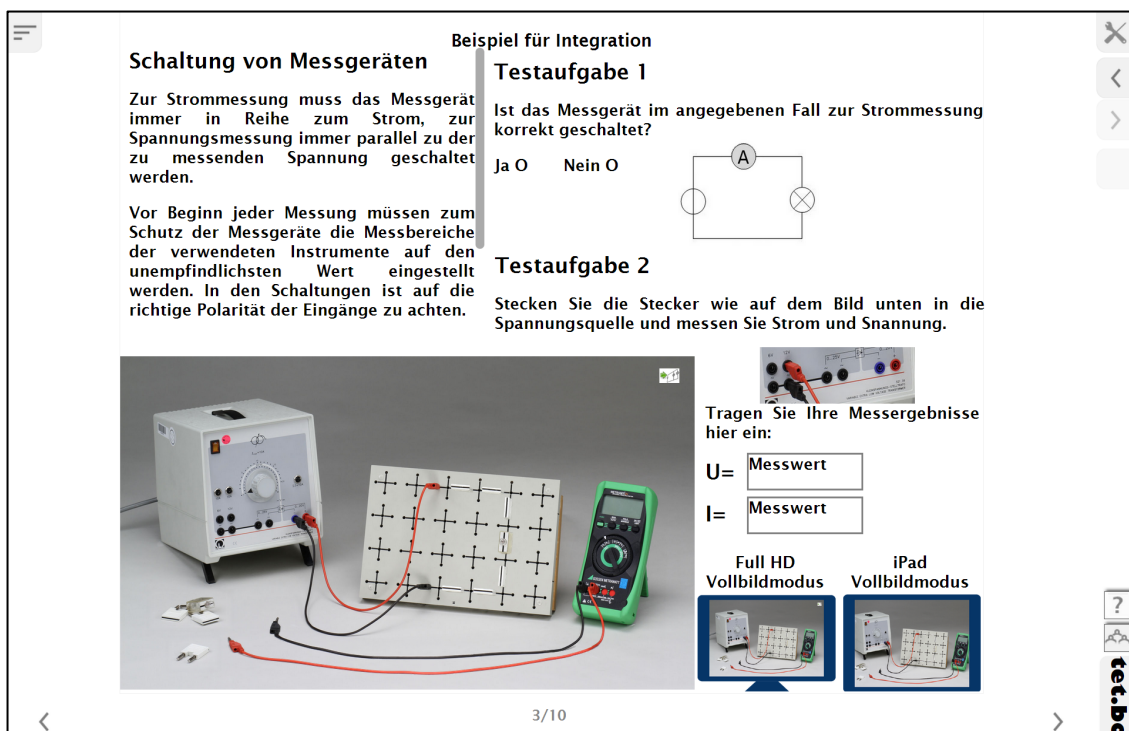 Beispiel für Integration
Schaltung von Messgeräten
Zur Strommessung muss das Messgerät
immer in Reihe zum Strom, zur
Spannungsmessung immer parallel zu der
zu messenden Spannung geschaltet
werden.
Vor Beginn jeder Messung müssen zum
Schutz der Messgeräte die Messbereiche
der verwendeten Instrumente auf den
unempfindlichsten Wert eingestellt
werden. In den Schaltungen ist auf die
richtige Polarität der Eingänge zu achten.
Testaufgabe 1
Ist das Messgerät im angegebenen Fall zur Strommessung
korrekt geschaltet?
Ja O Nein O
A
Testaufgabe 2
Stecken Sie die Stecker wie auf dem Bild unten in die
Spannungsquelle und messen Sie Strom und Snannung.
Tragen Sie Ihre Messergebnisse
hier ein:
U= Messwert
I= Messwert
Full HD
Vollbildmodus
iPad
Vollbildmodus
?
tet.bo
3/10